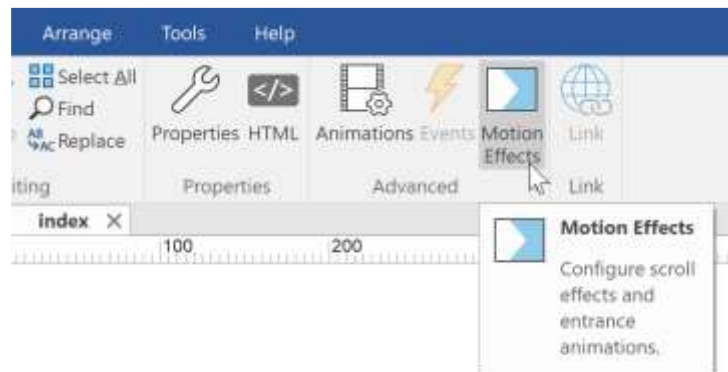 Arrange Tools Help
Select All
Find
Replace
Properties HTML Animations Events Motion Effects Link
Properties Advanced Link
index
100 200
Motion Effects
Configure scroll
effects and
entrance
animations.